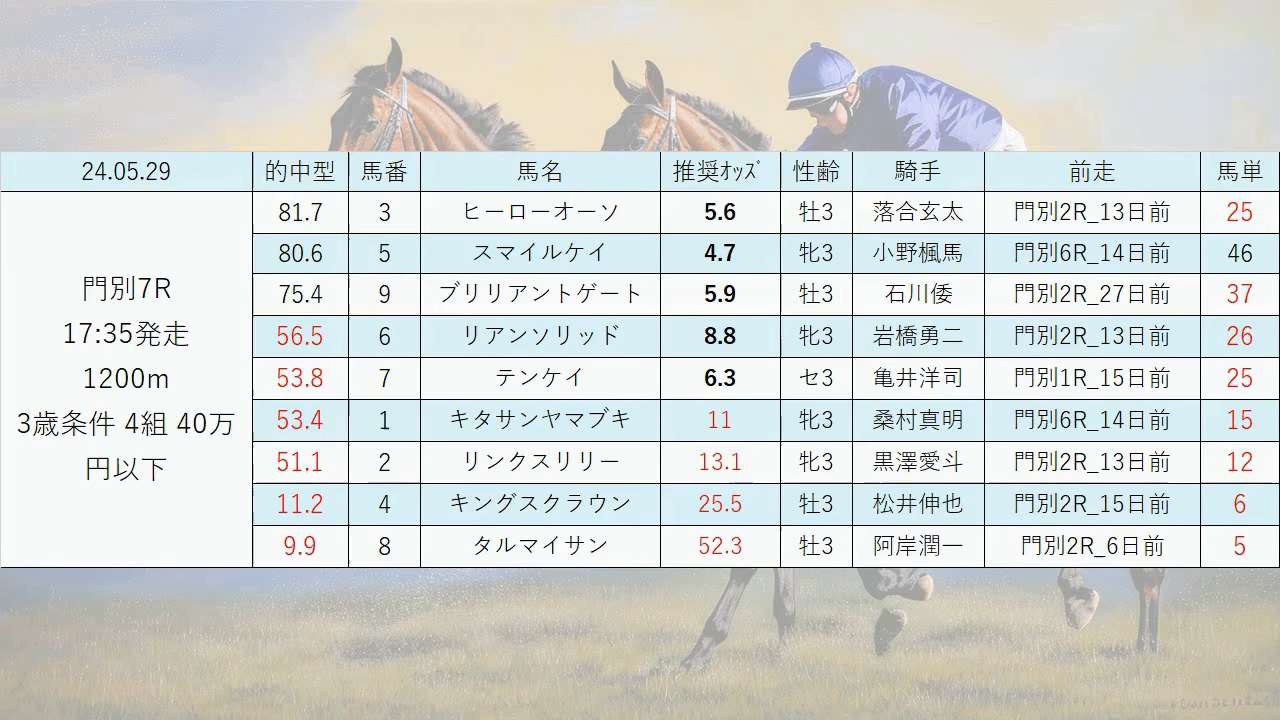 24.05.29 的中型 馬番 馬名 推奨ｵｯｽﾞ 性齢 騎手 前走 馬単
門別7R
17:35発走
1200m
3歳条件 4組 40万
円以下
81.7 3 ヒーローオーソ 5.6 牡3 落合玄太 門別2R_13日前 25
80.6 5 スマイルケイ 4.7 牝3 小野楓馬 門別6R_14日前 46
75.4 9 ブリリアントゲート 5.9 牡3 石川倭 門別2R_27日前 37
56.5 6 リアンソリッド 8.8 牝3 岩橋勇二 門別2R_13日前 26
53.8 7 テンケイ 6.3 セ3 亀井洋司 門別1R_15日前 25
53.4 1 キタサンヤマブキ 11 牝3 桑村真明 門別6R_14日前 15
51.1 2 リンクスリリー 13.1 牝3 黒澤愛斗 門別2R_13日前 12
11.2 4 キングスクラウン 25.5 牡3 松井伸也 門別2R_15日前 6
9.9 8 タルマイサン 52.3 牡3 阿岸潤一 門別2R_6日前 5